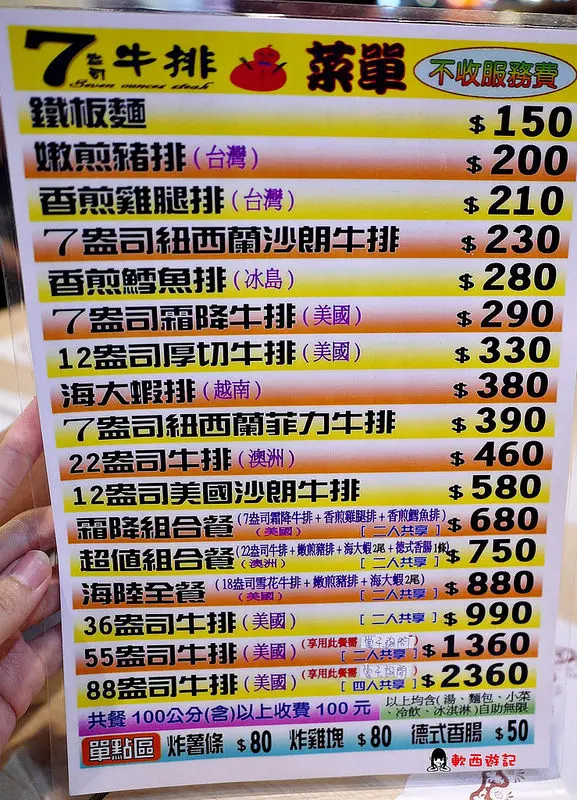 7盎司牛排 菜單 不收服務費
Seven ounces steak
鐵板麵 $150
嫩煎豬排(台灣) $200
香煎雞腿排(台灣) $210
7盎司紐西蘭沙朗牛排 $230
香煎鱈魚排(冰島) $280
7盎司霜降牛排(美國) $290
12盎司厚切牛排(美國) $330
海大蝦排(越南) $380
7盎司紐西蘭菲力牛排 $390
22盎司牛排(澳洲) $460
12盎司美國沙朗牛排 $580
霜降組合餐(7盎司霜降牛排+香煎雞腿排+香煎鱈魚排) $680
(美國) [二人共享]
超值組合餐(22盎司牛排+嫩煎豬排+海大蝦2尾+德式香腸1條) $750
(澳洲) [二人共享]
海陸全餐(18盎司雪花牛排+嫩煎豬排+海大蝦2尾) $880
(美國) [二人共享]
36盎司牛排(美國) [二人共享] $990
55盎司牛排(美國) (享用此餐需 $1360
[二人共享]
88盎司牛排(美國) (享用此餐需 $2360
[四人共享]
共餐100公分(含)以上收費100元
以上均含(湯、麵包、小菜、冷飲、冰淇淋)自助無限
單點區 炸薯條 $80 炸雞塊 $80 德式香腸 $50
軟西遊記